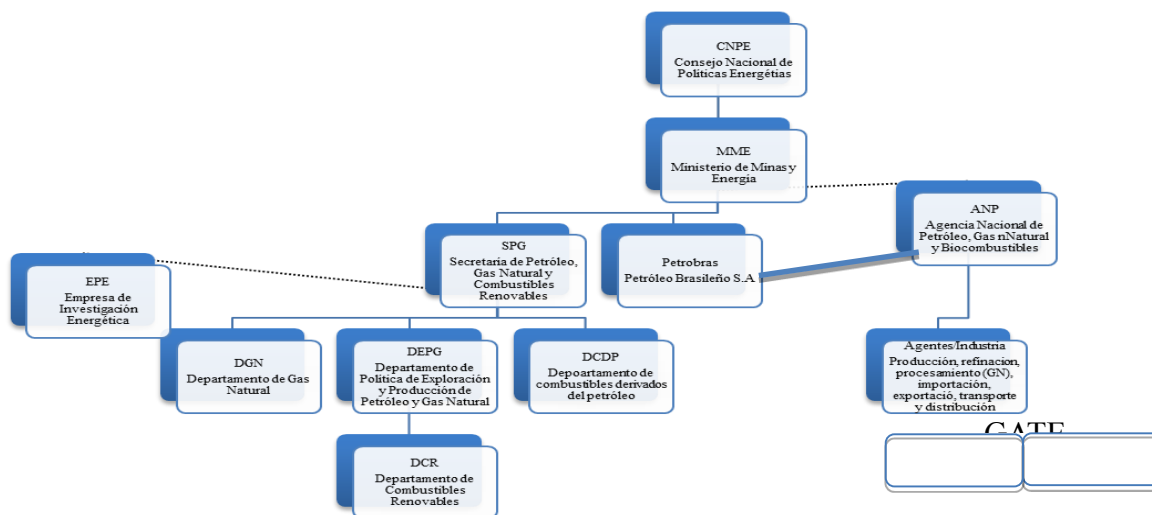 CNPE
Consejo Nacional de
Políticas Energétias
MME
Ministerio de Minas y
Energía
ANP
Agencia Nacional de
Petróleo, Gas nNatural
y Biocombustibles
SPG
Secretaria de Petróleo,
Gas Natural y
Combustibles
Renovables
Petrobras
Petróleo Brasileño S.A
EPE
Empresa de
Investigación
Energética
DGN
Departamento de Gas
Natural
DEPG
Departamento de
Política de Exploración
y Producción de
Petróleo y Gas Natural
DCDP
Depoartamento de
combustibles derivados
del petróleo
Agentes/Industria
Producción, refinacion,
procesamiento (GN),
importación,
exportació, transporte
y distribución
GATE
DCR
Departamento de
Combustibles
Renovables